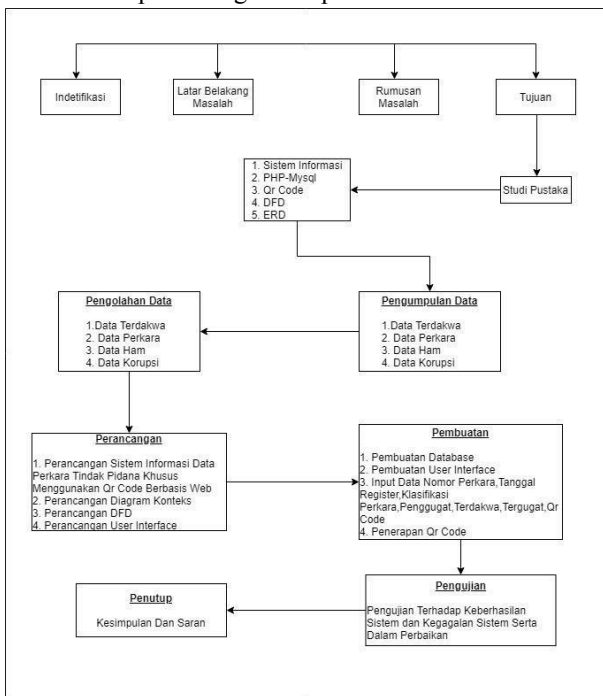 Indetifikasi
Latar Belakang
Masalah
Rumusan
Masalah
Tujuan
Studi Pustaka
1. Sistem Informasi
2. PHP-Mysql
3. Qr Code
4. DFD
5. ERD
Pengolahan Data
1.Data Terdakwa
2. Data Perkara
3. Data Ham
4. Data Korupsi
Pengumpulan Data
1.Data Terdakwa
2. Data Perkara
3. Data Ham
4. Data Korupsi
Perancangan
1. Perancangan Sistem Informasi Data
Perkara Tindak Pidana Khusus
Menggunakan Qr Code Berbasis Web
2. Perancangan Diagram Konteks
3. Perancangan DFD
4. Perancangan User Interface
Pembuatan
1. Pembuatan Database
2. Pembuatan User Interface
3. Input Data Nomor Perkara,Tanggal
Register,Klasifikasi
Perkara,Penggugat,Terdakwa,Tergugat,Qr
Code
4. Penerapan Qr Code
Penutup
Kesimpulan Dan Saran
Pengujian
Pengujian Terhadap Keberhasilan
Sistem dan Kegagalan Sistem Serta
Dalam Perbaikan